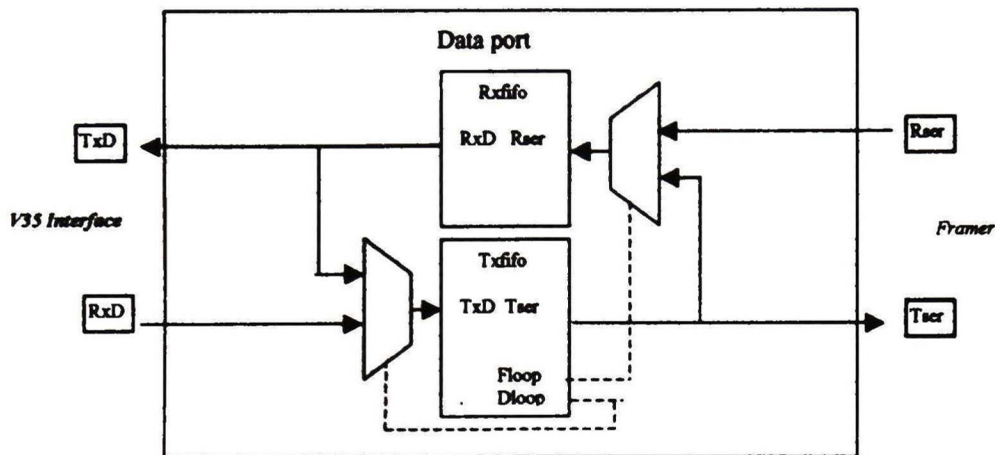 Data port
Rxfifo
RxD Rser
TxD
Rser
V35 Interface
Framer
Txfifo
TxD Tser
RxD
Tser
Floop
Dloop